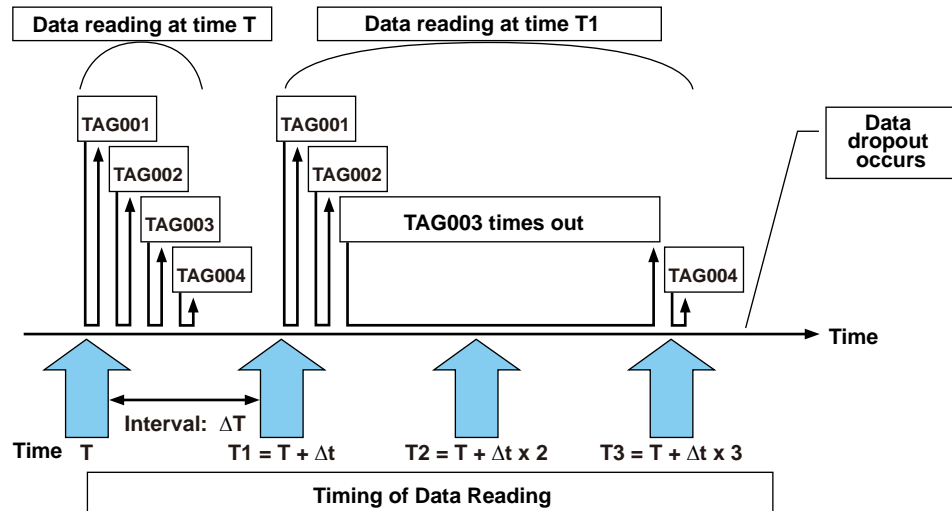 Data reading at time T
Data reading at time T1
TAG001
TAG001
Data
dropout
occurs
TAG002
TAG002
TAG003
TAG003 times out
TAG004
TAG004
Time
Interval: ΔT
Time
T
T1 = T + Δt
T2 = T + Δt x 2
T3 = T + Δt x 3
Timing of Data Reading